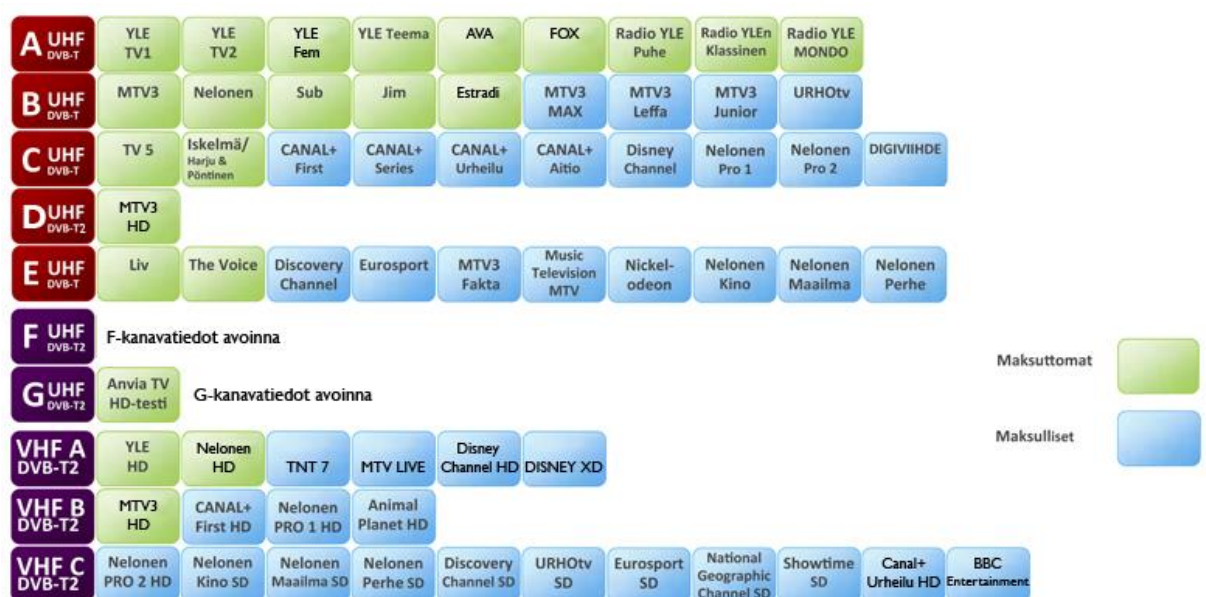 A UHF DVB-T YLE TV1 YLE TV2 YLE Fem YLE Teema AVA FOX Radio YLE Puhe Radio YLEn Klassinen Radio YLE MONDO
B UHF DVB-T MTV3 Nelonen Sub Jim Estradi MTV3 MAX MTV3 Leffa MTV3 Junior URHOtv
C UHF DVB-T TV 5 Iskelmä/ Harju & Pöntinen CANAL+ First CANAL+ Series CANAL+ Urheilu CANAL+ Aitio Disney Channel Nelonen Pro 1 Nelonen Pro 2 DIGIVIIHDE
D UHF DVB-T2 MTV3 HD
E UHF DVB-T Liv The Voice Discovery Channel Eurosport MTV3 Fakta Music Television MTV Nickel-odeon Nelonen Kino Nelonen Maailma Nelonen Perhe
F UHF DVB-T2 F-kanavatiedot avoinna
Maksuttomat
G UHF DVB-T2 Anvia TV HD-testi G-kanavatiedot avoinna
Maksulliset
VHF A DVB-T2 YLE HD Nelonen HD TNT 7 MTV LIVE Disney Channel HD DISNEY XD
VHF B DVB-T2 MTV3 HD CANAL+ First HD Nelonen PRO 1 HD Animal Planet HD
VHF C DVB-T2 Nelonen PRO 2 HD Nelonen Kino SD Nelonen Maailma SD Nelonen Perhe SD Discovery Channel SD URHOtv SD Eurosport SD National Geographic Channel SD Showtime SD Canal+ Urheilu HD BBC Entertainment